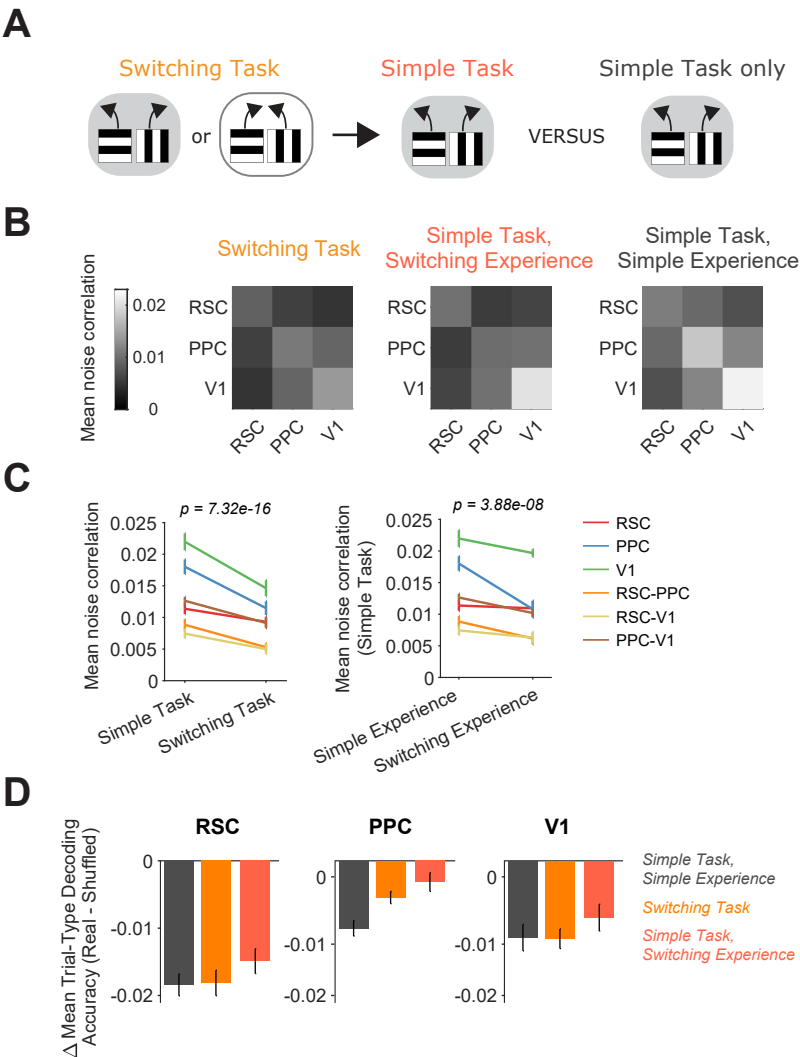 A
Switching Task
Simple Task
Simple Task only
or
VERSUS
B
Switching Task
Simple Task,
Switching Experience
Simple Task,
Simple Experience
Mean noise correlation
0.02
0.01
0
RSC
PPC
V1
RSC
PPC
V1
RSC
PPC
V1
RSC
PPC
V1
RSC
PPC
V1
RSC
PPC
V1
C
p = 7.32e-16
Mean noise correlation
0.025
0.02
0.015
0.01
0.005
0
Simple Task
Switching Task
p = 3.88e-08
Mean noise correlation
(Simple Task)
0.025
0.02
0.015
0.01
0.005
0
Simple Experience
Switching Experience
RSC
PPC
V1
RSC-PPC
RSC-V1
PPC-V1
D
Δ Mean Trial-Type Decoding
Accuracy (Real - Shuffled)
RSC
0
-0.01
-0.02
PPC
0
-0.01
-0.02
V1
0
-0.01
-0.02
Simple Task,
Simple Experience
Switching Task
Simple Task,
Switching Experience